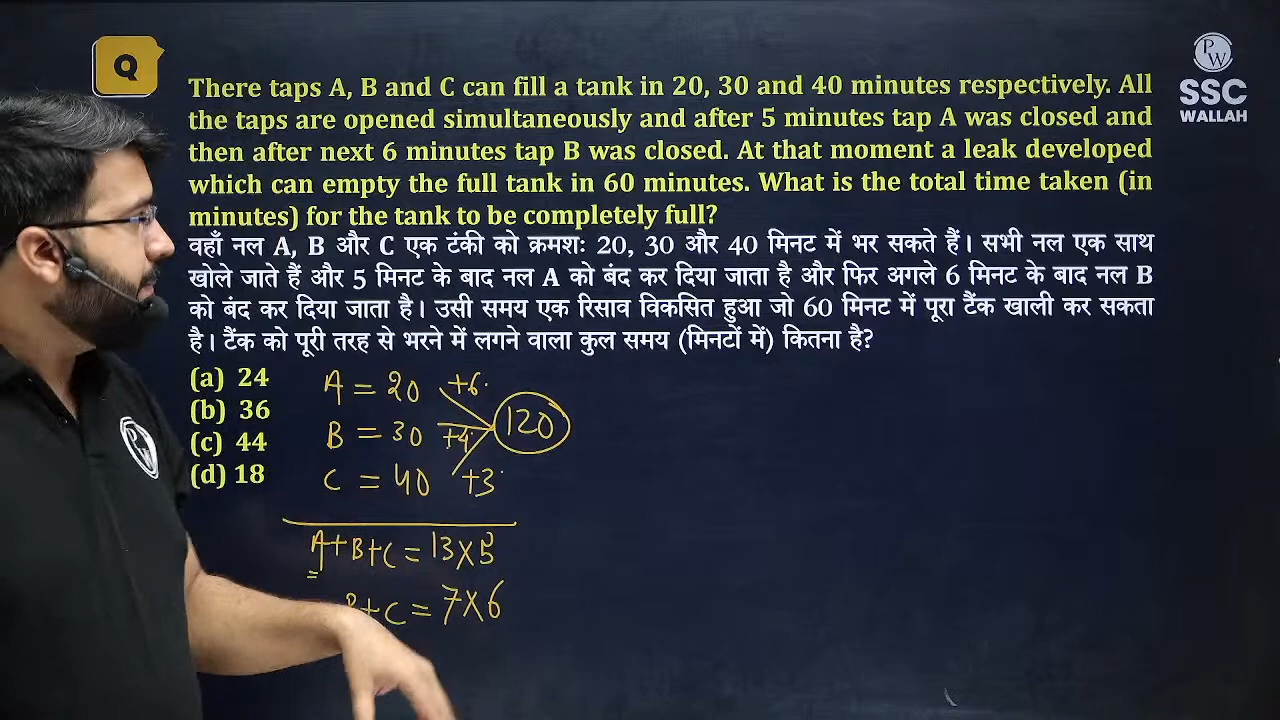 Q
PW
SSC
WALLAH
There taps A, B and C can fill a tank in 20, 30 and 40 minutes respectively. All
the taps are opened simultaneously and after 5 minutes tap A was closed and
then after next 6 minutes tap B was closed. At that moment a leak developed
which can empty the full tank in 60 minutes. What is the total time taken (in
minutes) for the tank to be completely full?
वहाँ नल A, B और C एक टंकी को क्रमशः 20, 30 और 40 मिनट में भर सकते हैं। सभी नल एक साथ
खोले जाते हैं और 5 मिनट के बाद नल A को बंद कर दिया जाता है और फिर अगले 6 मिनट के बाद नल B
को बंद कर दिया जाता है। उसी समय एक रिसाव विकसित हुआ जो 60 मिनट में पूरा टैंक खाली कर सकता
है। टैंक को पूरी तरह से भरने में लगने वाला कुल समय (मिनटों में) कितना है?
(a) 24
(b) 36
(c) 44
(d) 18
A = 20 +6
B = 30 +4 120
C = 40 +3
A+B+C = 13×5
B+C = 7×6